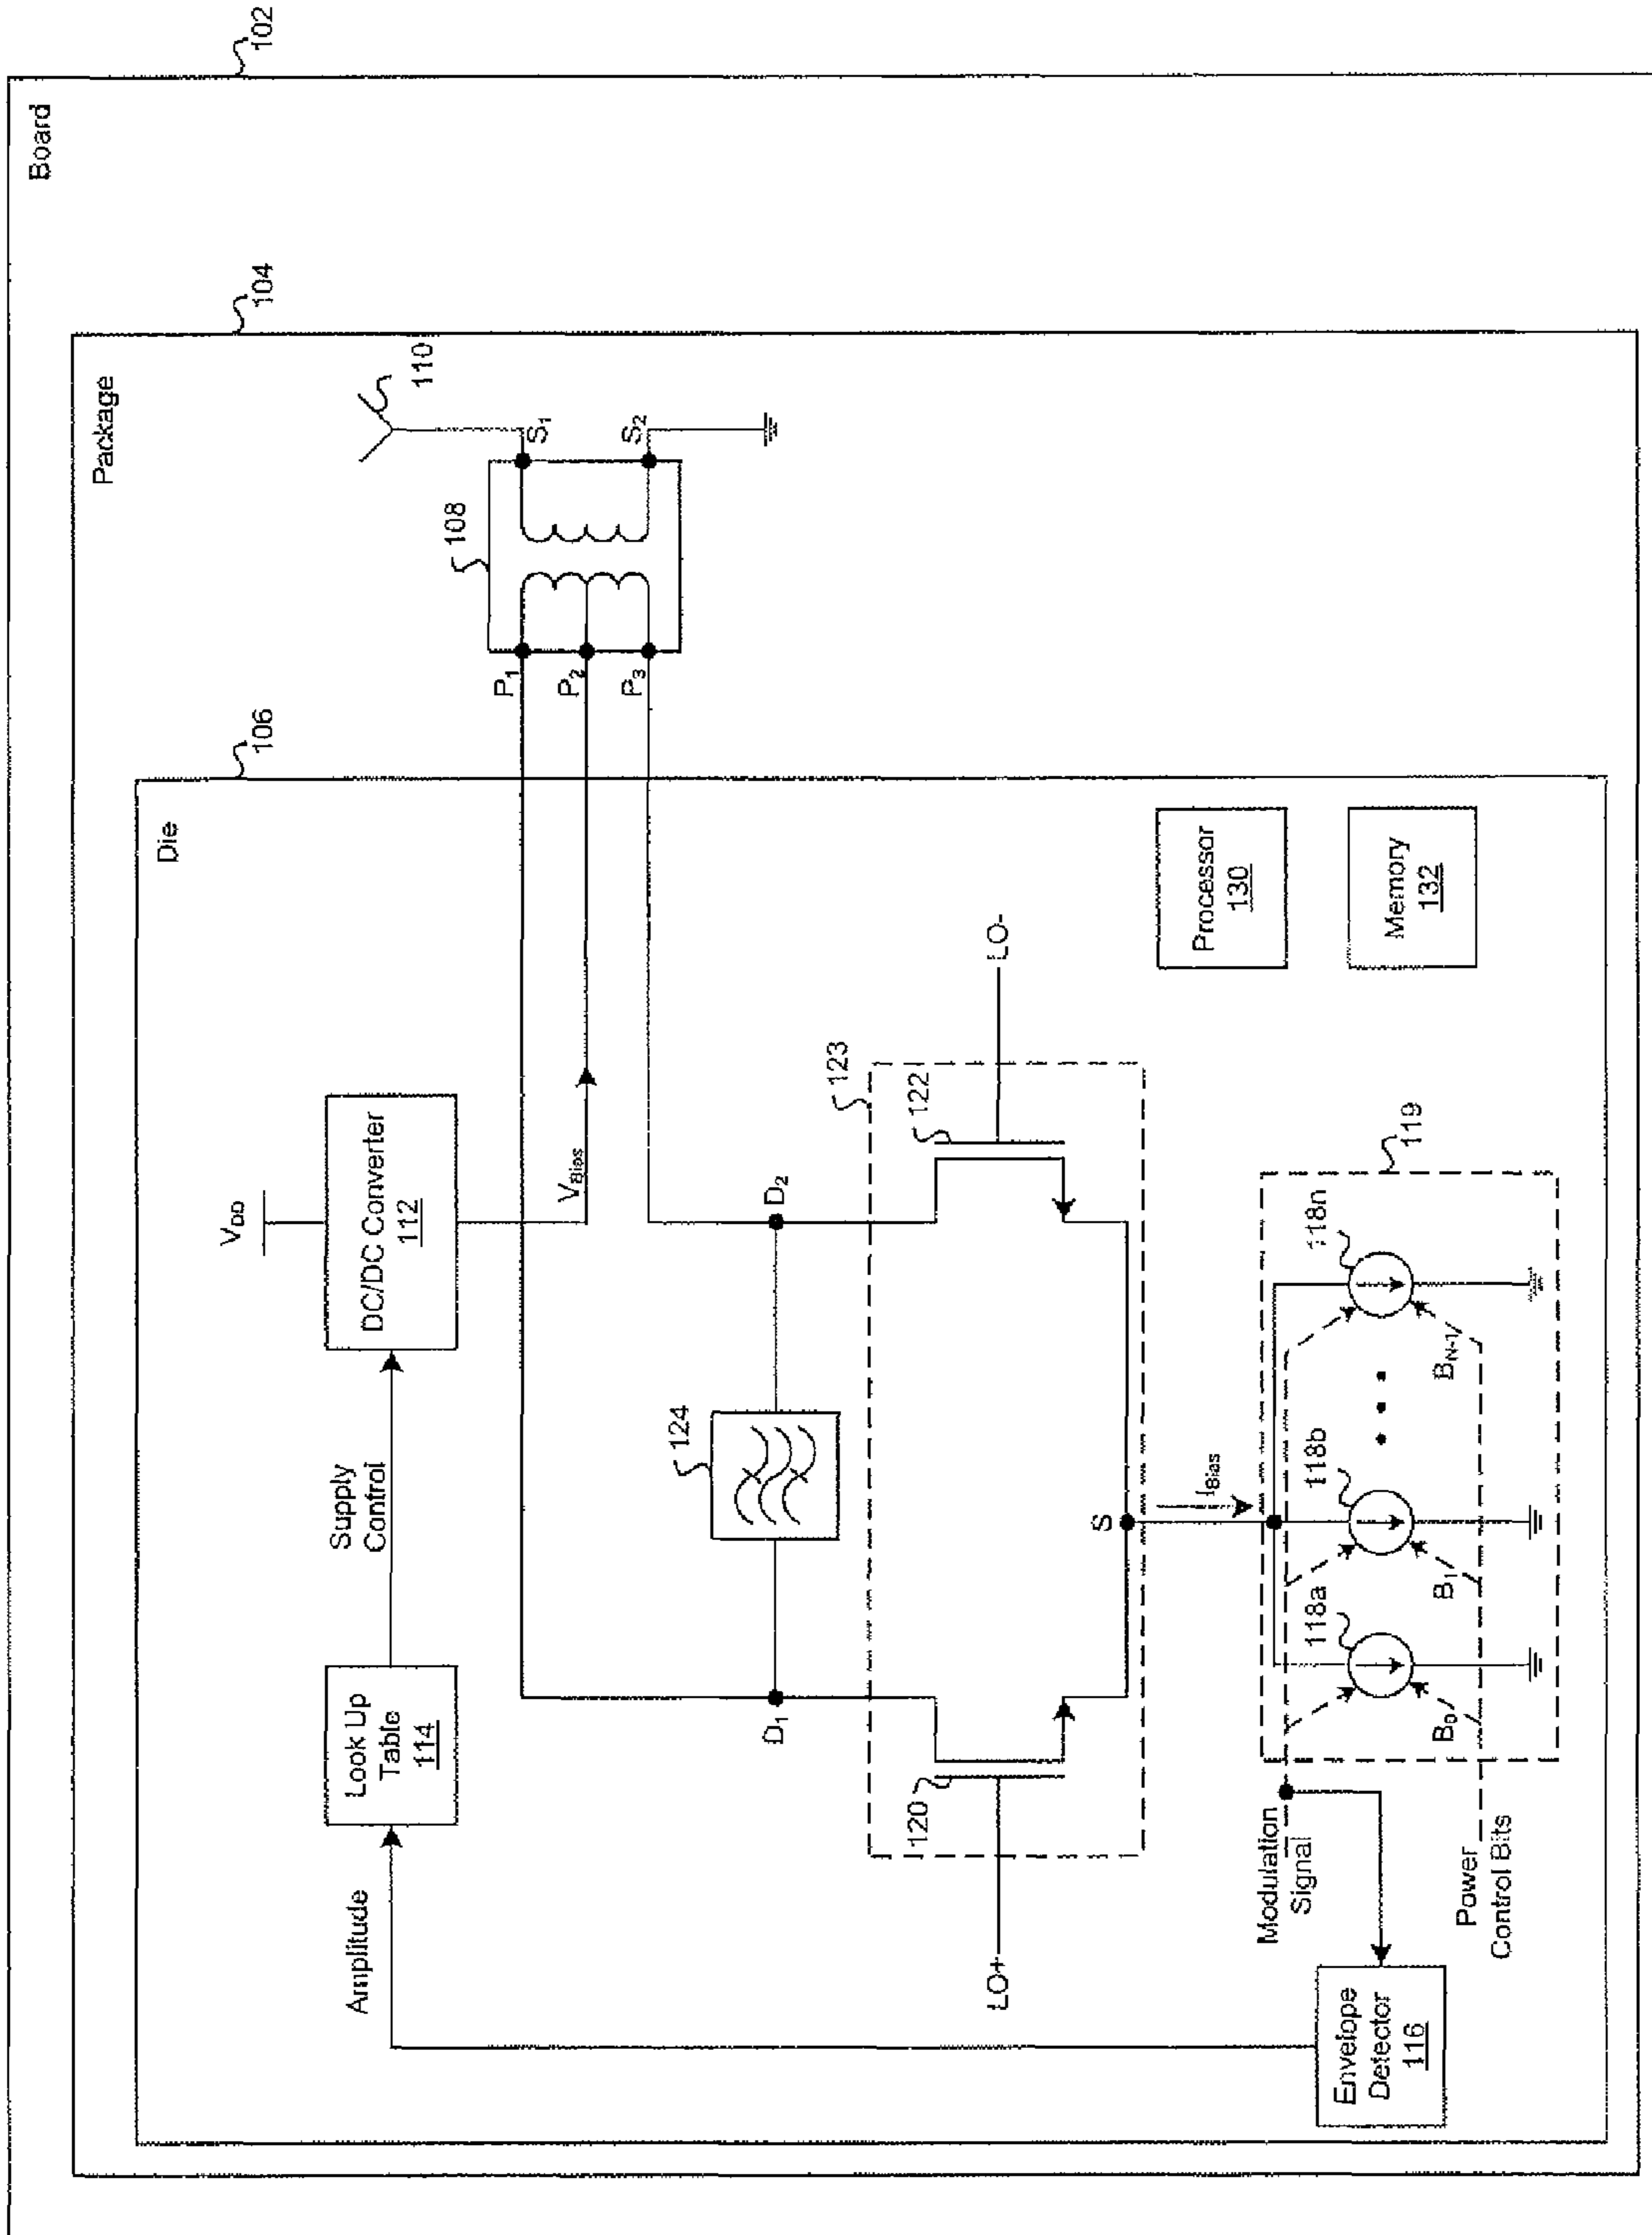 Board
102
Package
104
110
108
S1
S2
P1
P2
P3
Die
106
VDD
DC/DC Converter
112
Supply
Control
Look Up
Table
114
Amplitude
VBias
D1
D2
124
123
120
122
LO+
LO-
S
IBias
119
118a
118b
118n
B0
B1
BN-1
Modulation
Signal
Power
Control Bits
Envelope
Detector
116
Processor
130
Memory
132